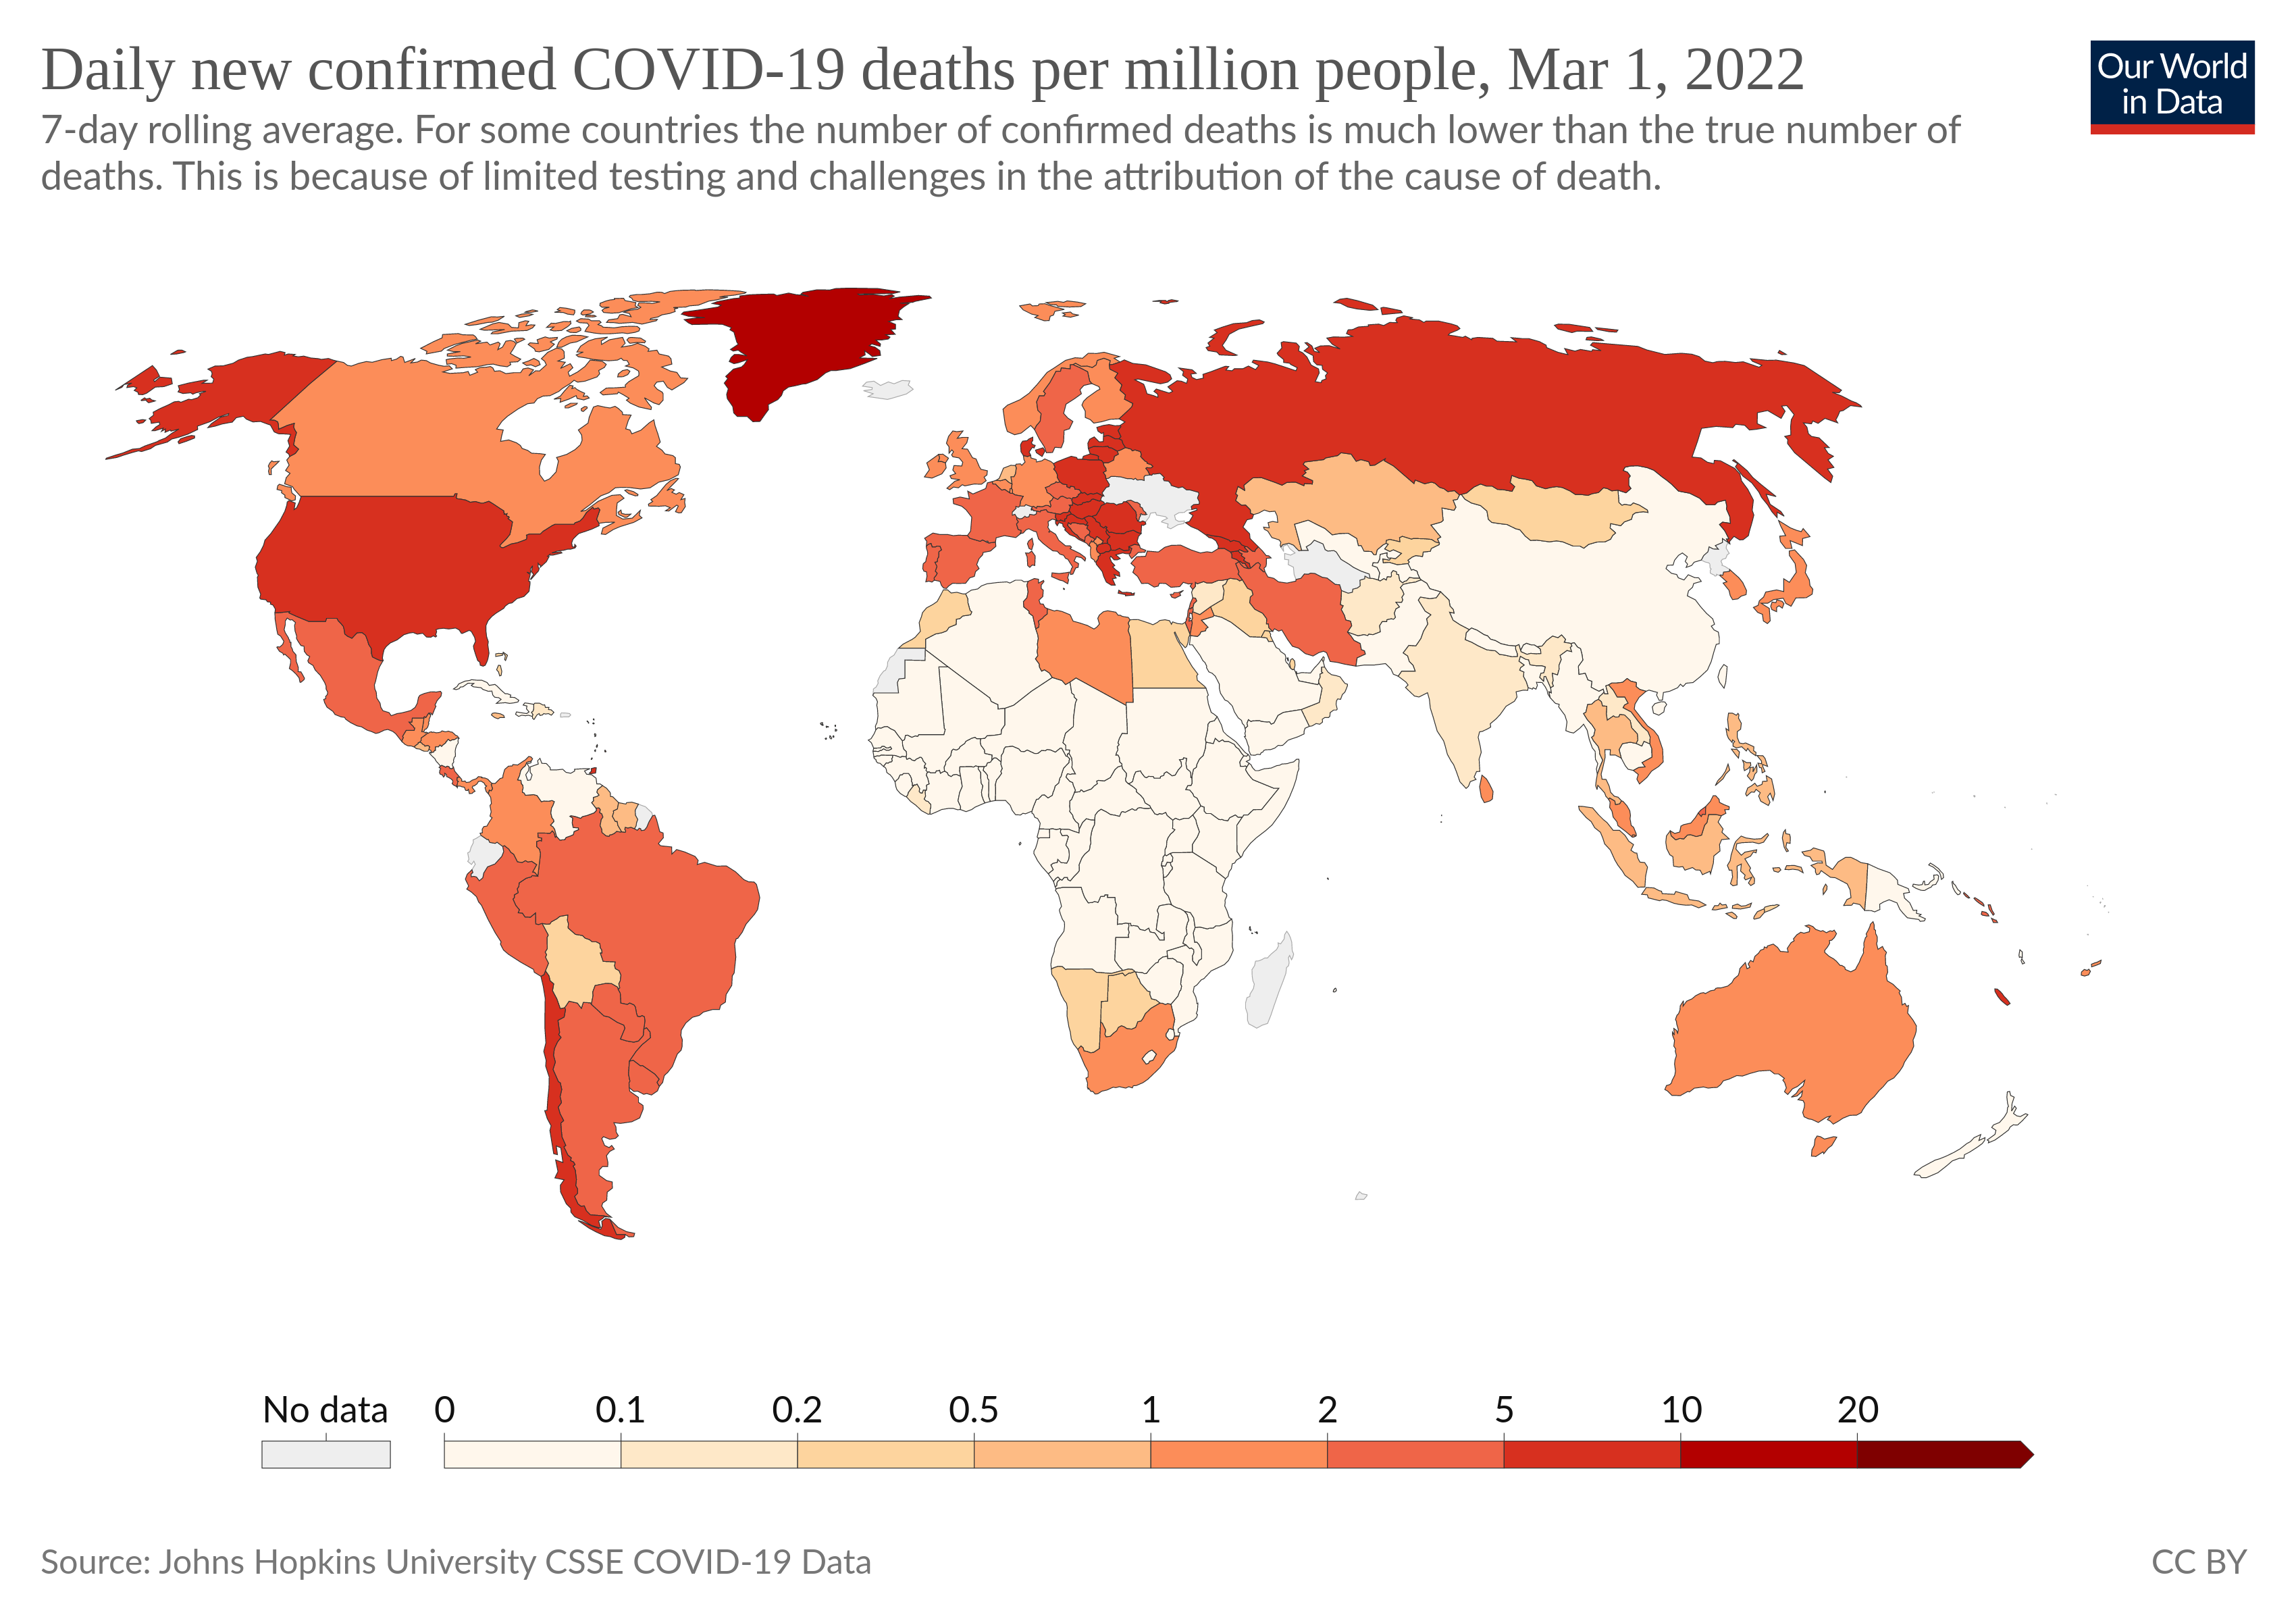 Daily new confirmed COVID-19 deaths per million people, Mar 1, 2022
Our World
in Data
7-day rolling average. For some countries the number of confirmed deaths is much lower than the true number of
deaths. This is because of limited testing and challenges in the attribution of the cause of death.
No data 0 0.1 0.2 0.5 1 2 5 10 20
Source: Johns Hopkins University CSSE COVID-19 Data
CC BY